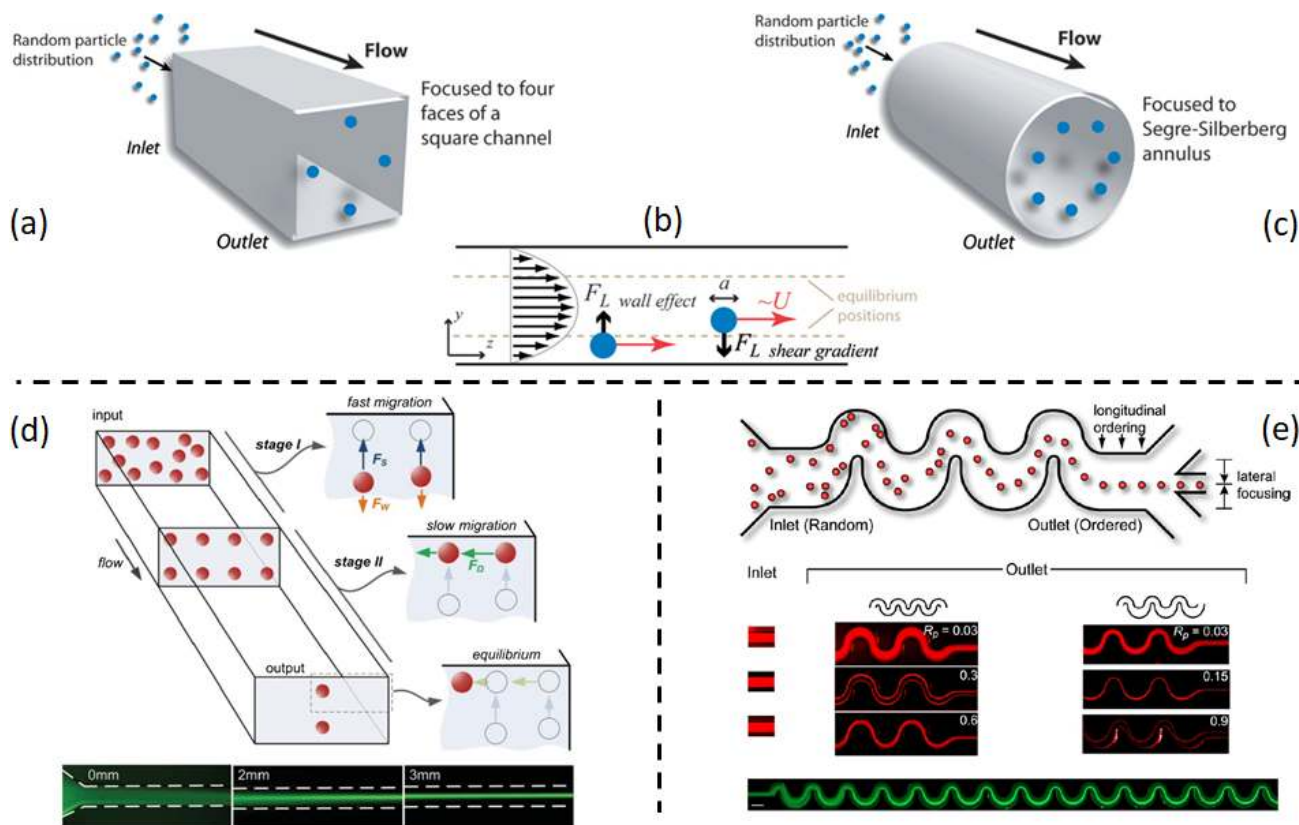 Random particle
distribution
Flow
Focused to four
faces of a
square channel
Inlet
Outlet
(a)
(b)
Random particle
distribution
Flow
Focused to
Segre-Silberberg
annulus
Inlet
Outlet
(c)
y
z
F_L wall effect
a
~U
F_L shear gradient
equilibrium
positions
(d)
input
stage I
fast migration
F_S
F_W
flow
stage II
slow migration
F_D
output
equilibrium
0mm
2mm
3mm
(e)
longitudinal
ordering
lateral
focusing
Inlet (Random)
Outlet (Ordered)
Inlet
Outlet
R_p = 0.03
0.3
0.6
R_p = 0.03
0.15
0.9